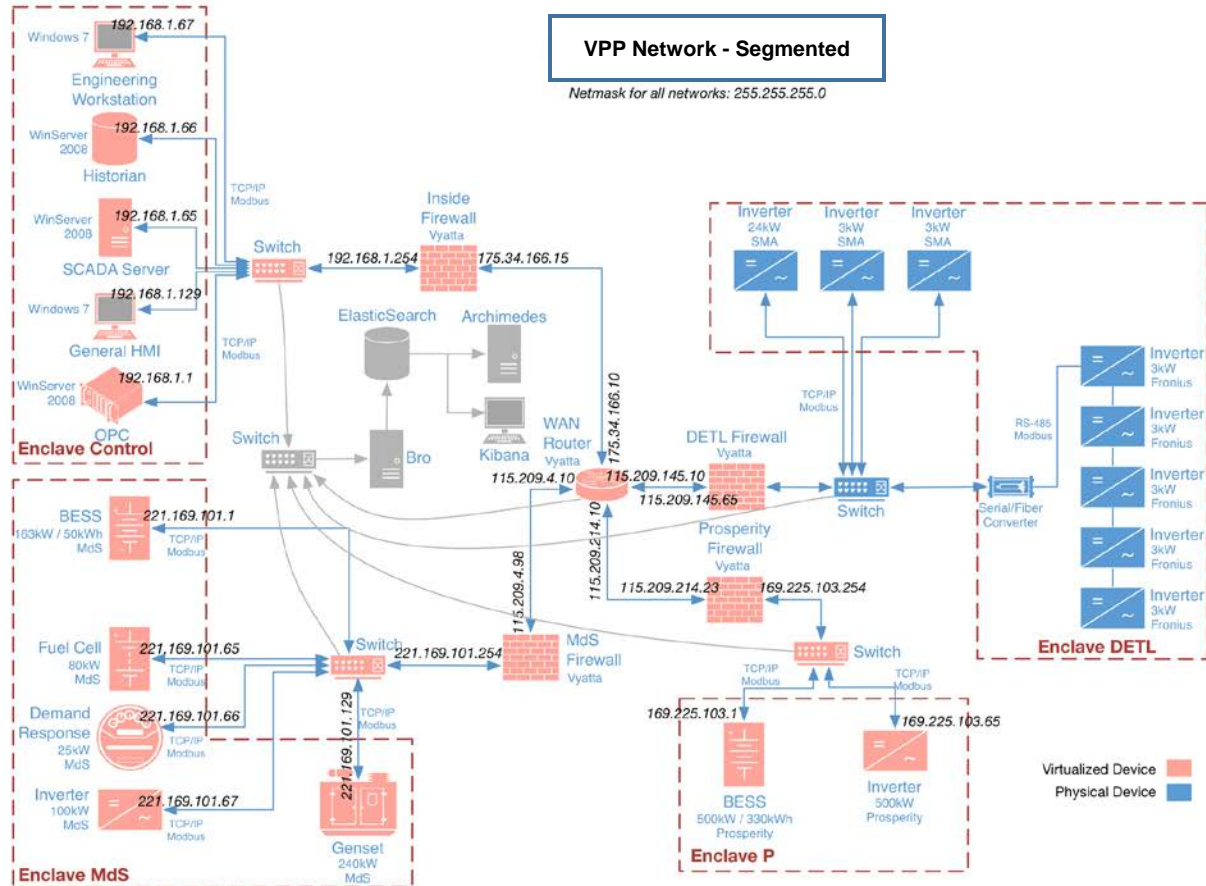 VPP Network - Segmented
Netmask for all networks: 255.255.255.0
192.168.1.67
Windows 7
Engineering
Workstation
192.168.1.66
WinServer
2008
Historian
TCP/IP
Modbus
192.168.1.65
WinServer
2008
SCADA Server
192.168.1.129
Windows 7
General HMI
TCP/IP
Modbus
192.168.1.1
WinServer
2008
OPC
Enclave Control
Switch
192.168.1.254
Inside
Firewall
Vyatta
175.34.166.15
175.34.166.10
ElasticSearch
Archimedes
Kibana
Bro
Switch
WAN
Router
Vyatta
115.209.4.10
115.209.145.10
115.209.145.65
115.209.214.10
115.209.4.98
DETL Firewall
Vyatta
Prosperity
Firewall
Vyatta
115.209.214.23
169.225.103.254
Inverter
24kW
SMA
Inverter
3kW
SMA
Inverter
3kW
SMA
TCP/IP
Modbus
Switch
Serial/Fiber
Converter
RS-485
Modbus
Inverter
3kW
Fronius
Inverter
3kW
Fronius
Inverter
3kW
Fronius
Inverter
3kW
Fronius
Inverter
3kW
Fronius
Enclave DETL
BESS
163kW / 50kWh
MdS
221.169.101.1
TCP/IP
Modbus
Fuel Cell
80kW
MdS
221.169.101.65
TCP/IP
Modbus
Demand
Response
25kW
MdS
221.169.101.66
TCP/IP
Modbus
Inverter
100kW
MdS
221.169.101.67
TCP/IP
Modbus
Switch
221.169.101.254
MdS
Firewall
Vyatta
221.169.101.129
TCP/IP
Modbus
Genset
240kW
MdS
Enclave MdS
Switch
TCP/IP
Modbus
TCP/IP
Modbus
169.225.103.1
169.225.103.65
BESS
500kW / 330kWh
Prosperity
Inverter
500kW
Prosperity
Enclave P
Virtualized Device
Physical Device